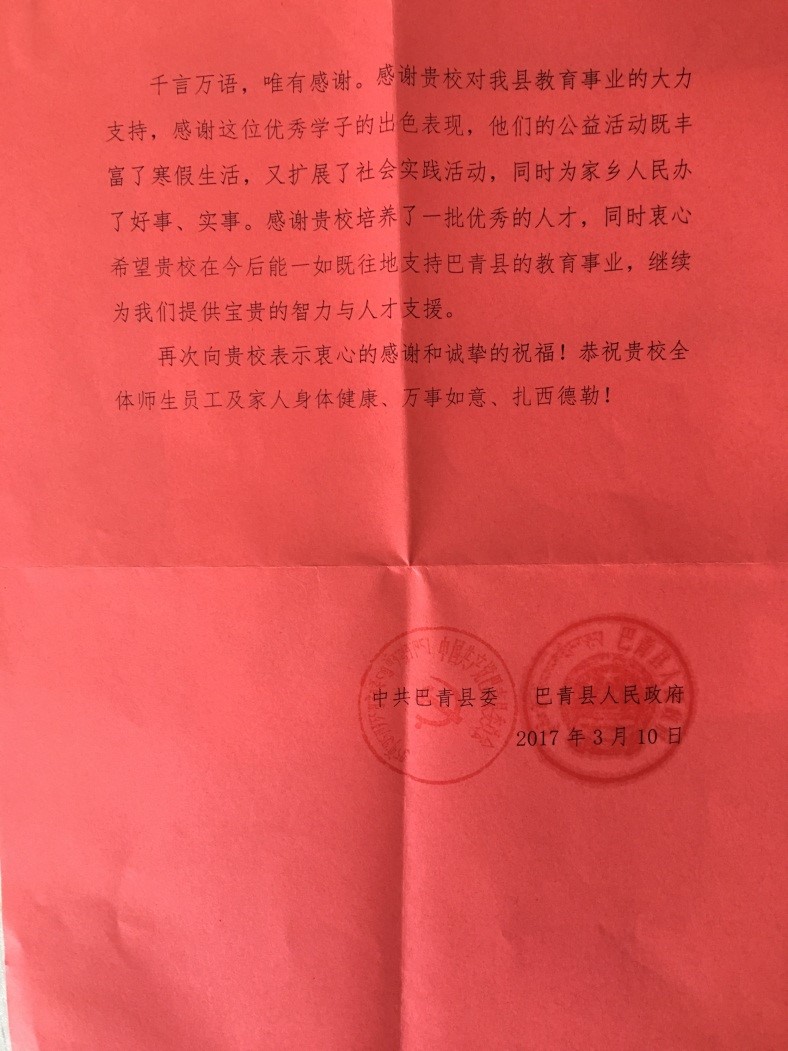 千言万语，唯有感谢。感谢贵校对我县教育事业的大力
支持，感谢这位优秀学子的出色表现，他们的公益活动既丰
富了寒假生活，又扩展了社会实践活动，同时为家乡人民办
了好事、实事。感谢贵校培养了一批优秀的人才，同时衷心
希望贵校在今后能一如既往地支持巴青县的教育事业，继续
为我们提供宝贵的智力与人才支援。
再次向贵校表示衷心的感谢和诚挚的祝福！恭祝贵校全
体师生员工及家人身体健康、万事如意、扎西德勒！
中共巴青县委 巴青县人民政府
2017 年 3 月 10 日